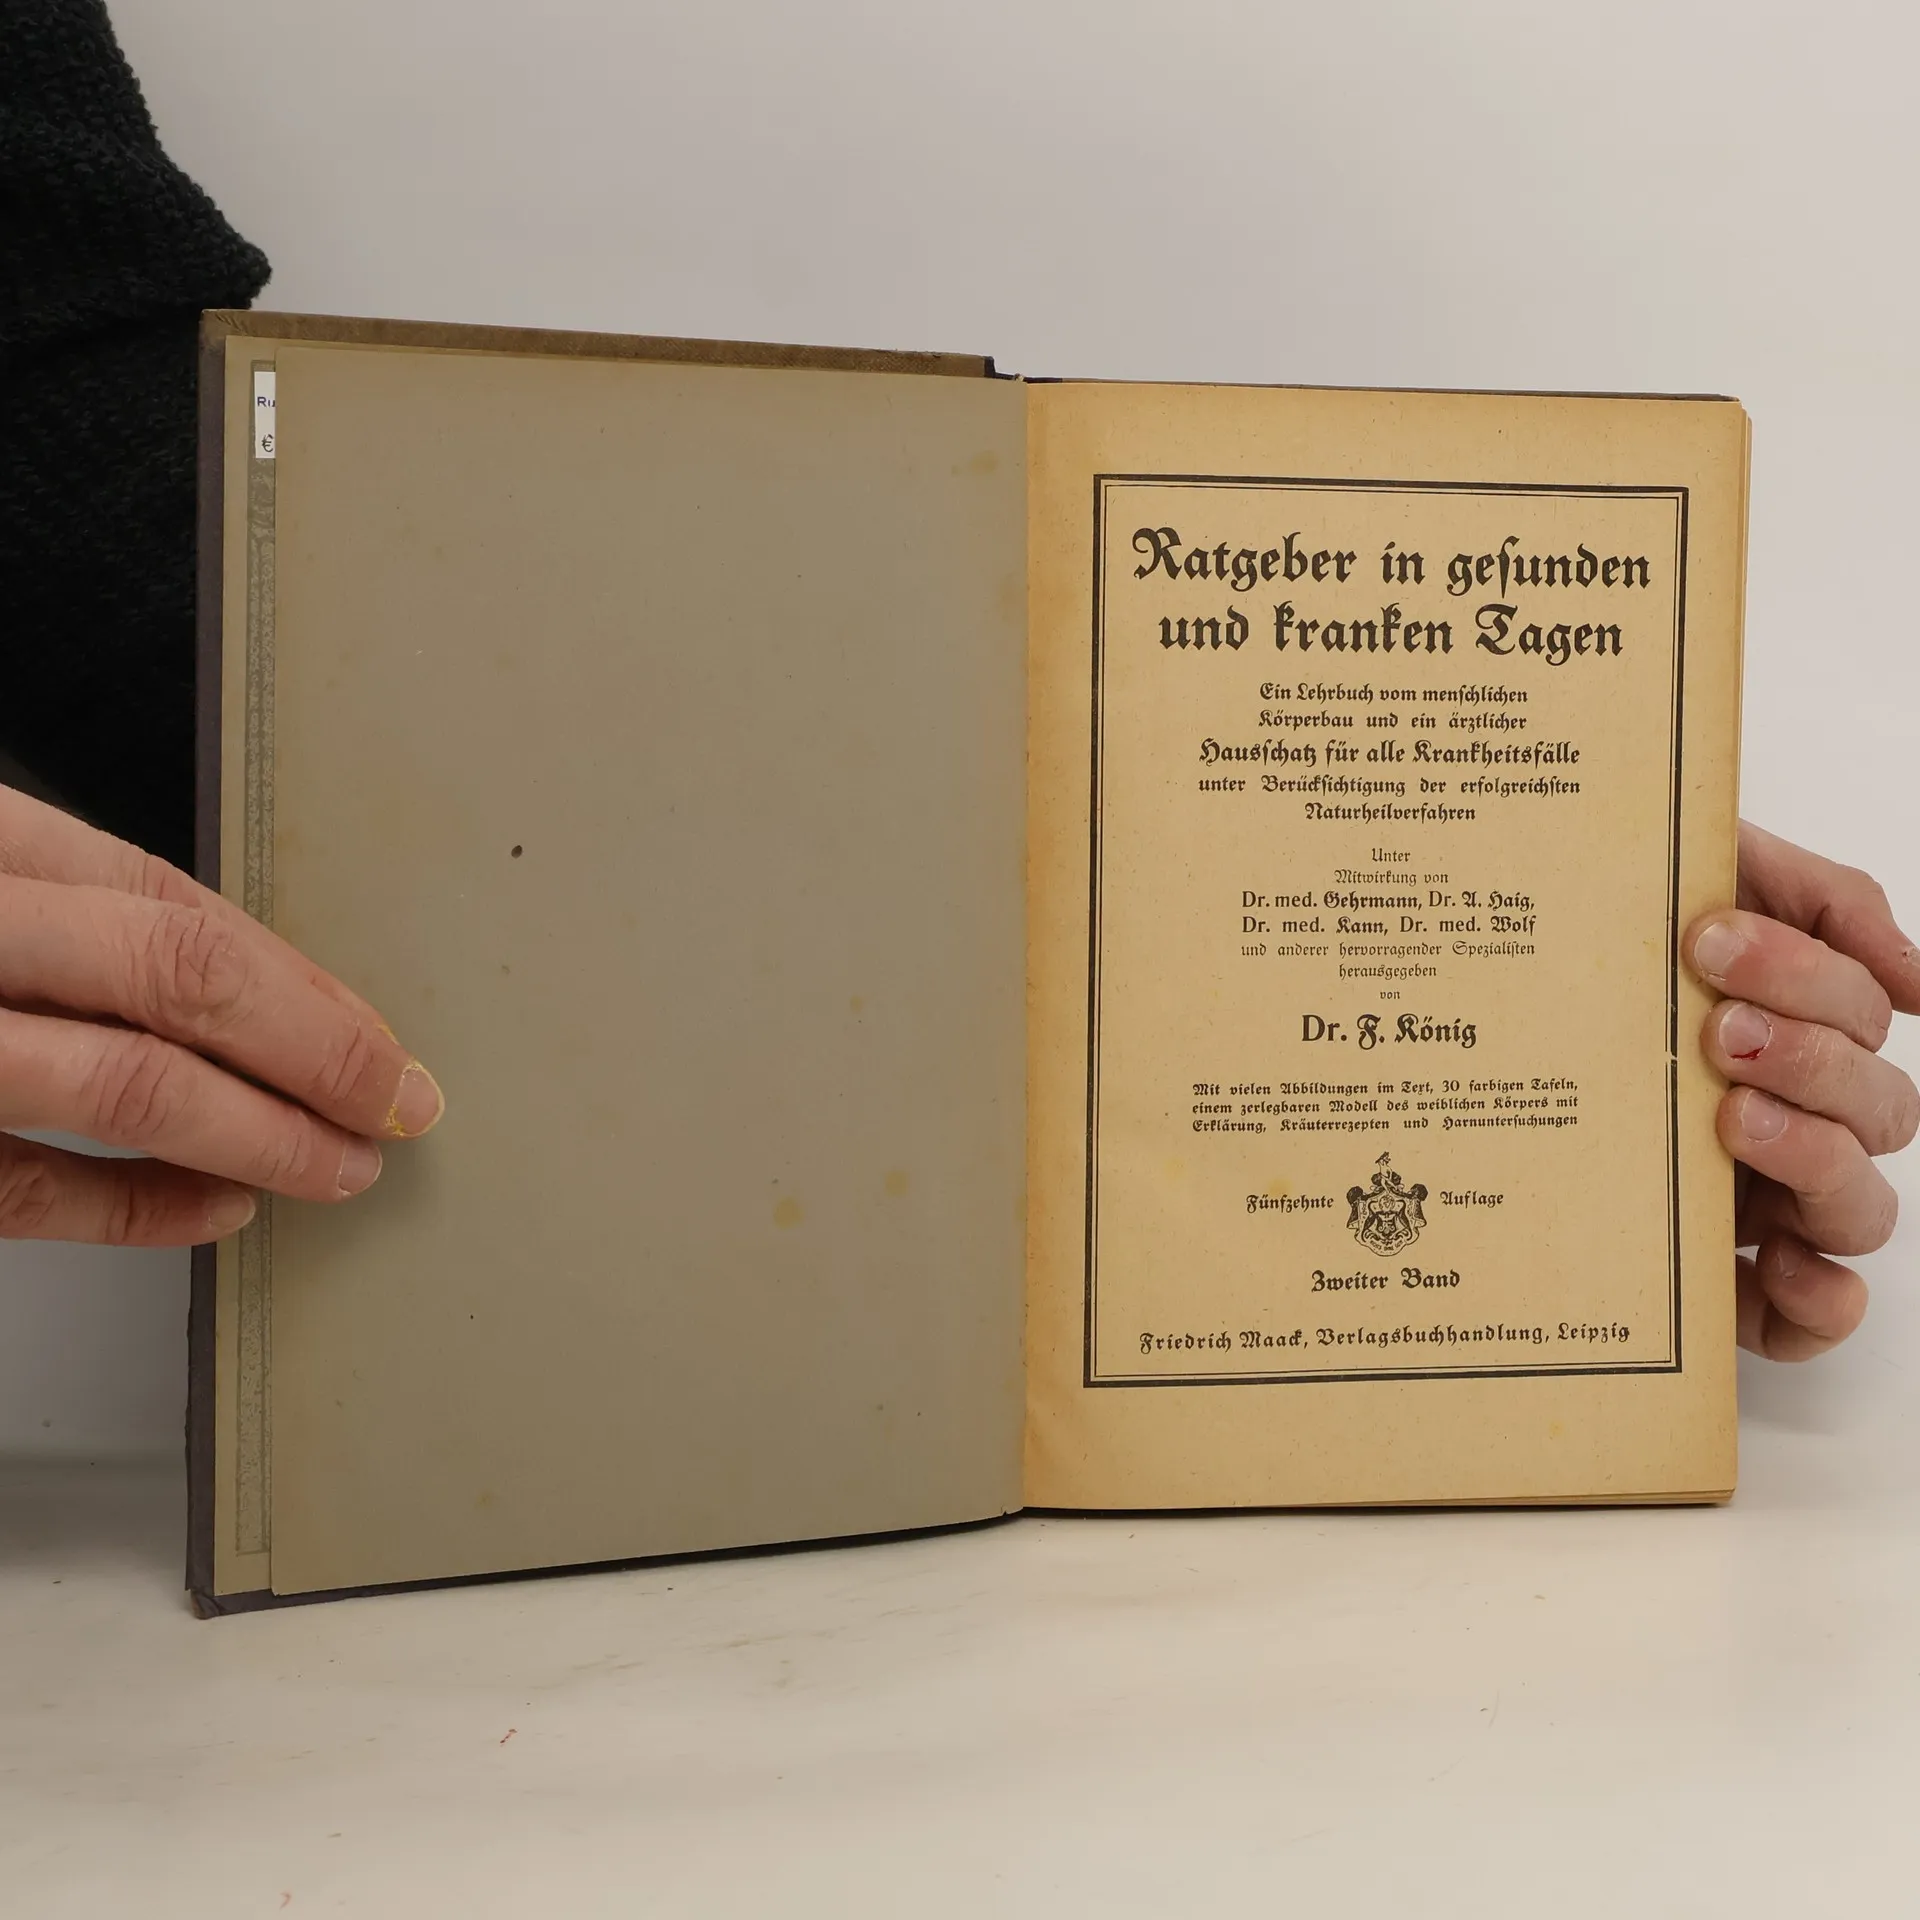 Ru
€
Ratgeber in geſunden
und kranken Tagen
Ein Lehrbuch vom menſchlichen
Körperbau und ein ärztlicher
Hausſchatz für alle Krankheitsfälle
unter Berückſichtigung der erfolgreichſten
Naturheilverfahren
Unter
Mitwirkung von
Dr. med. Gehrmann, Dr. A. Haig,
Dr. med. Kann, Dr. med. Wolf
und anderer hervorragender Spezialiſten
herausgegeben
von
Dr. F. König
Mit vielen Abbildungen im Text, 30 farbigen Tafeln,
einem zerlegbaren Modell des weiblichen Körpers mit
Erklärung, Kräuterrezepten und Harnunterſuchungen
Fünfzehnte Auflage
Zweiter Band
Friedrich Maack, Verlagsbuchhandlung, Leipzig